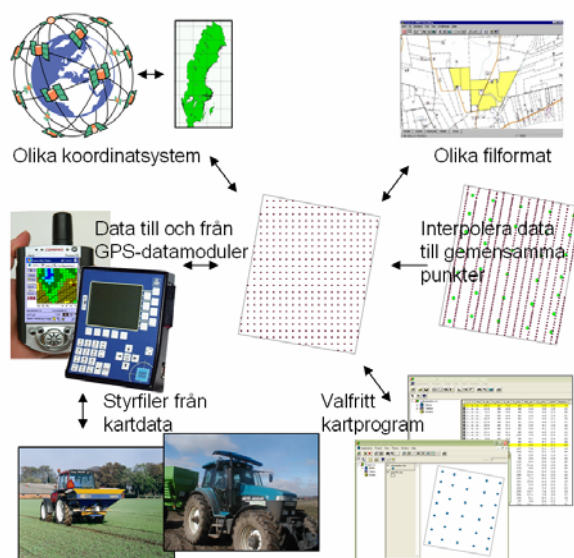 Olika koordinatsystem
Olika filformat
Data till och från
GPS-datamoduler
Interpolera data
till gemensamma
punkter
Styrfiler från
kartdata
Valfritt
kartprogram